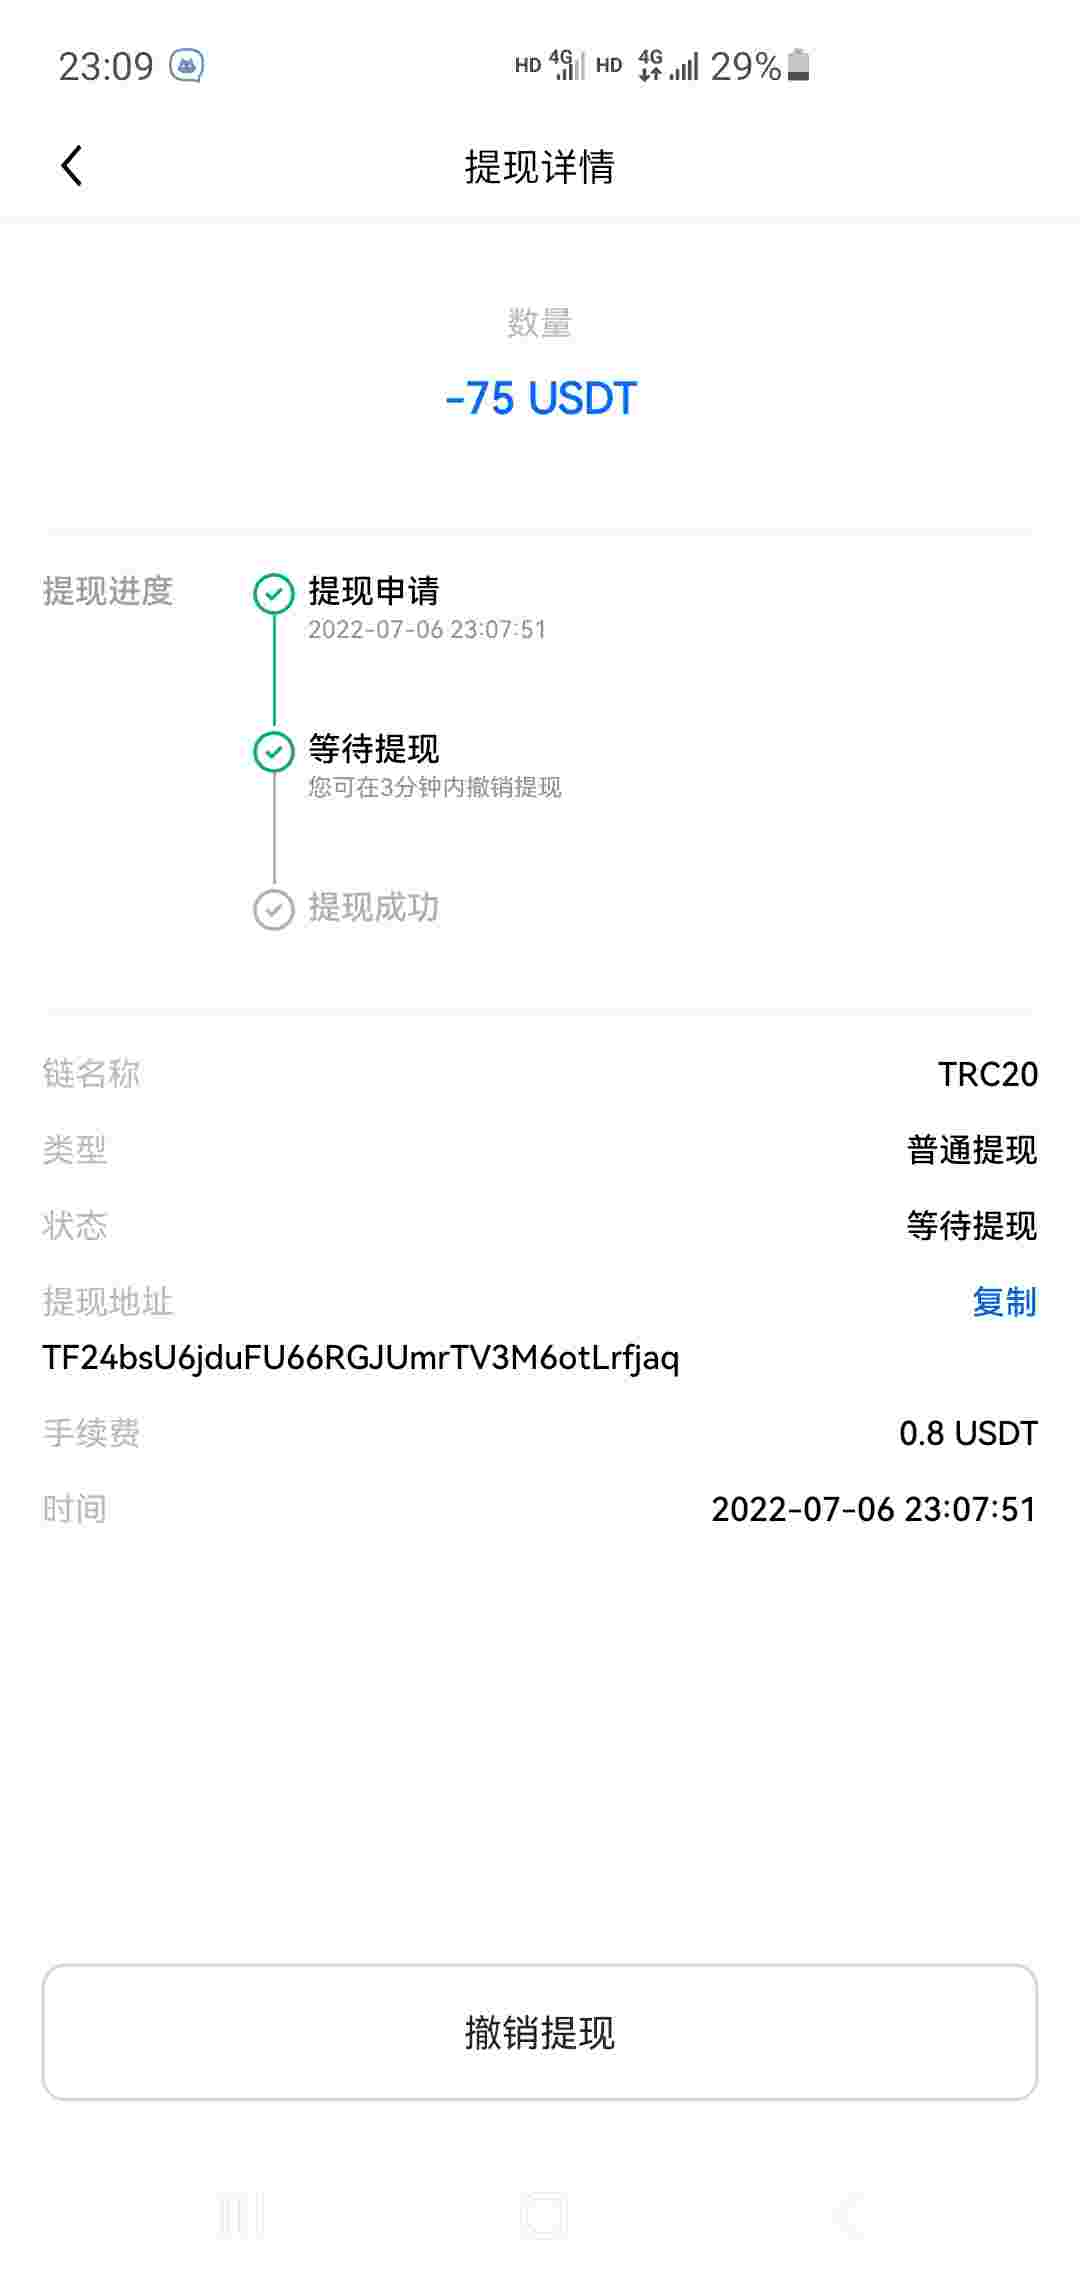 23:09 HD 4G HD 4G 29%
提现详情
数量
-75 USDT
提现进度
提现申请
2022-07-06 23:07:51
等待提现
您可在3分钟内撤销提现
提现成功
链名称 TRC20
类型 普通提现
状态 等待提现
提现地址 复制
TF24bsU6jduFU66RGJUmrTV3M6otLrfjaq
手续费 0.8 USDT
时间 2022-07-06 23:07:51
撤销提现